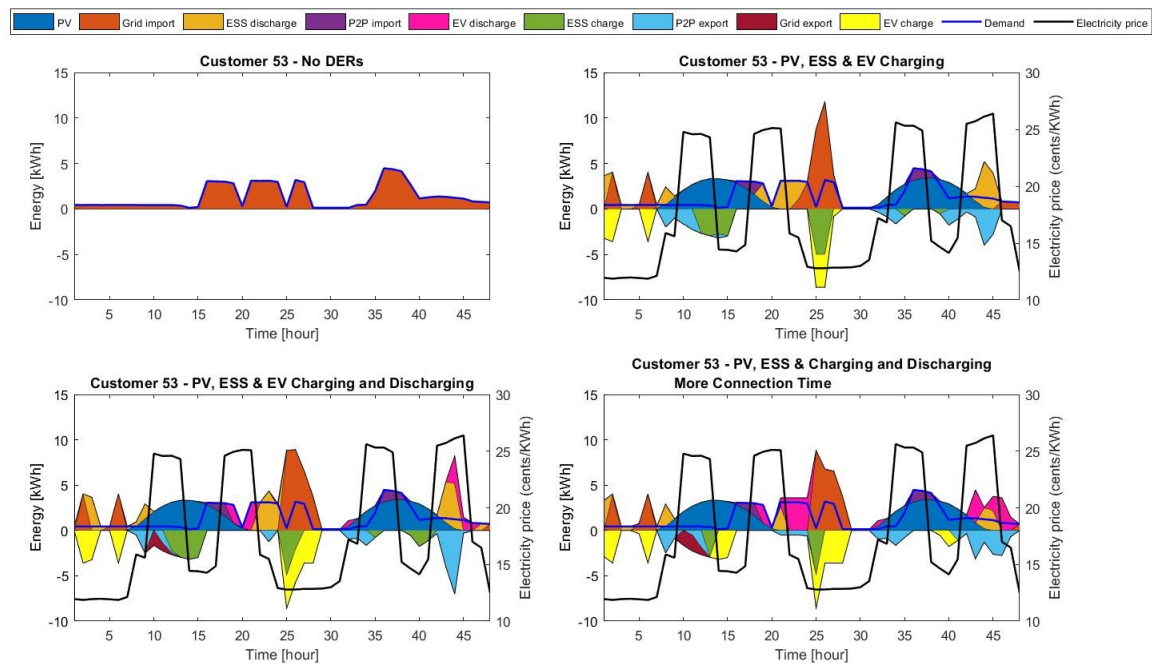 PV Grid import ESS discharge P2P import EV discharge ESS charge P2P export Grid export EV charge Demand Electricity price
Customer 53 - No DERs
15
10
5
0
-5
-10
Energy [kWh]
5 10 15 20 25 30 35 40 45
Time [hour]
Customer 53 - PV, ESS & EV Charging
15
10
5
0
-5
-10
Energy [kWh]
30
25
20
15
10
Electricity price (cents/KWh)
5 10 15 20 25 30 35 40 45
Time [hour]
Customer 53 - PV, ESS & EV Charging and Discharging
15
10
5
0
-5
-10
Energy [kWh]
30
25
20
15
10
Electricity price (cents/KWh)
5 10 15 20 25 30 35 40 45
Time [hour]
Customer 53 - PV, ESS & Charging and Discharging
More Connection Time
15
10
5
0
-5
-10
Energy [kWh]
30
25
20
15
10
Electricity price (cents/KWh)
5 10 15 20 25 30 35 40 45
Time [hour]